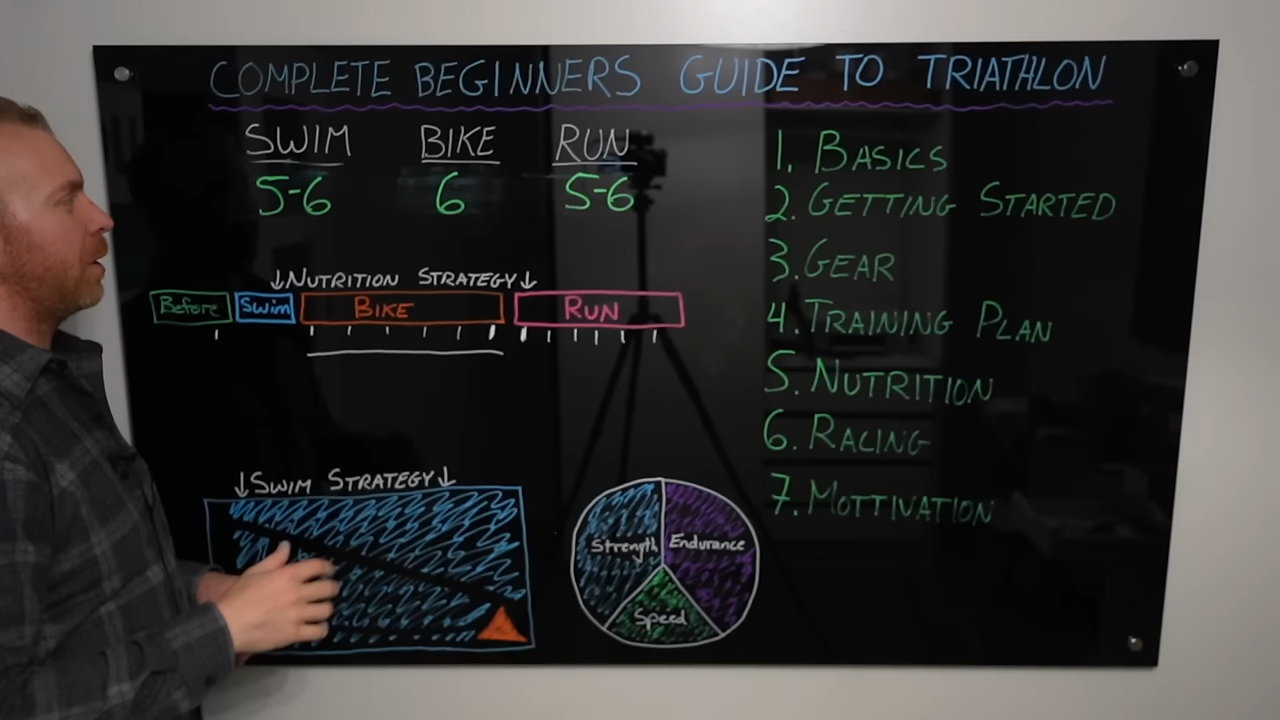 COMPLETE BEGINNERS GUIDE TO TRIATHLON
SWIM BIKE RUN
5-6 6 5-6
↓NUTRITION STRATEGY↓
Before Swim BIKE RUN
↓SWIM STRATEGY↓
Strength Endurance
Speed
1. BASICS
2. GETTING STARTED
3. GEAR
4. TRAINING PLAN
5. NUTRITION
6. RACING
7. MOTTIVATION